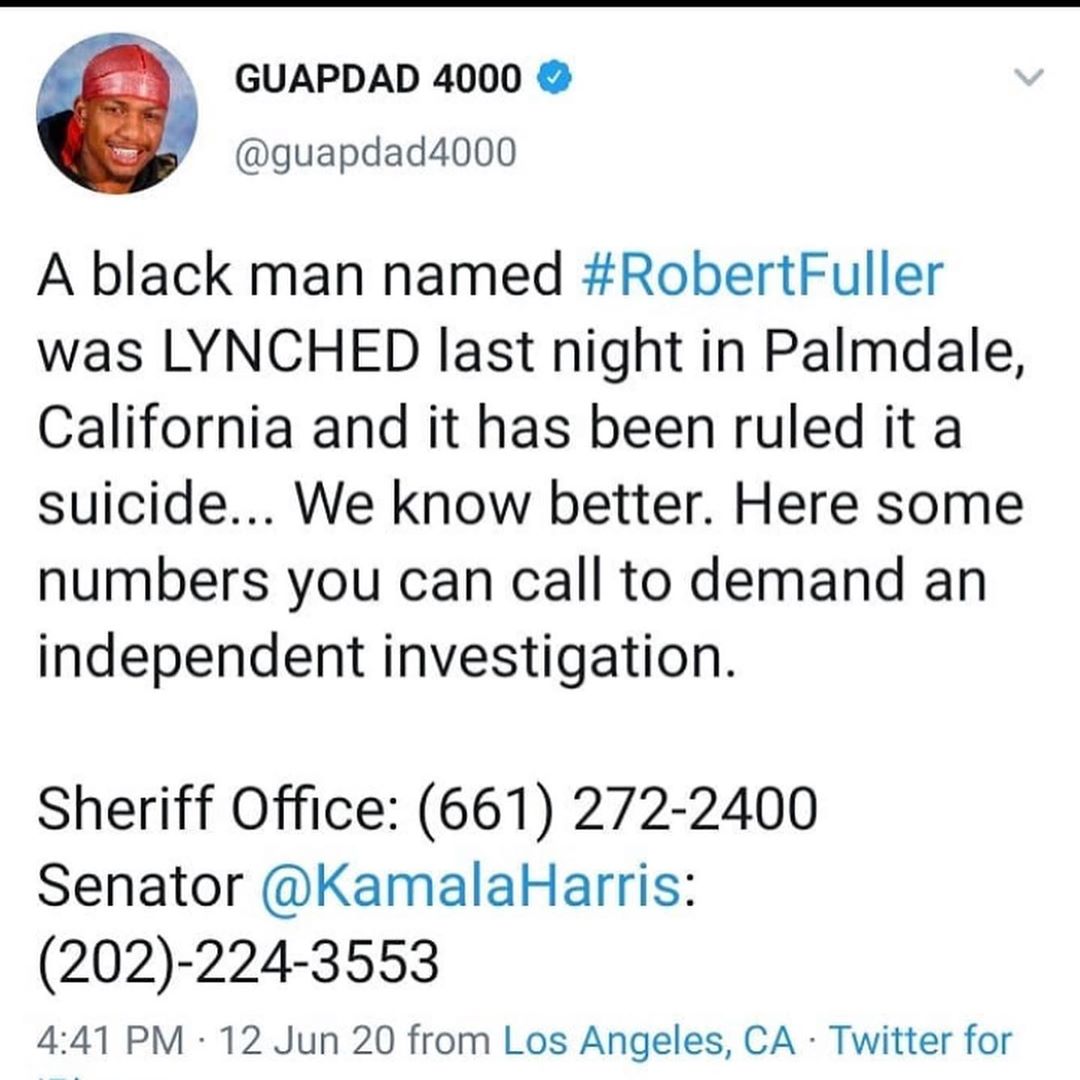 GUAPDAD 4000
@guapdad4000
A black man named #RobertFuller
was LYNCHED last night in Palmdale,
California and it has been ruled it a
suicide... We know better. Here some
numbers you can call to demand an
independent investigation.
Sheriff Office: (661) 272-2400
Senator @KamalaHarris:
(202)-224-3553
4:41 PM · 12 Jun 20 from Los Angeles, CA · Twitter for